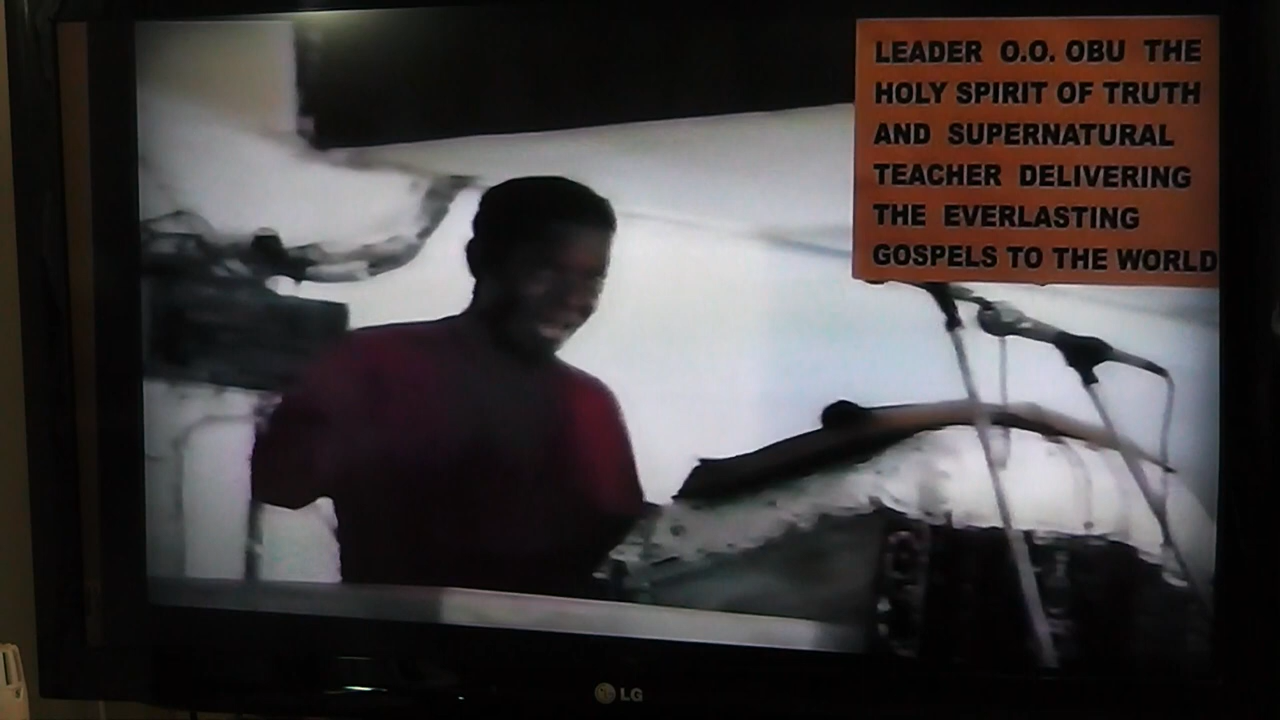 LEADER O.O. OBU THE
HOLY SPIRIT OF TRUTH
AND SUPERNATURAL
TEACHER DELIVERING
THE EVERLASTING
GOSPELS TO THE WORLD
LG